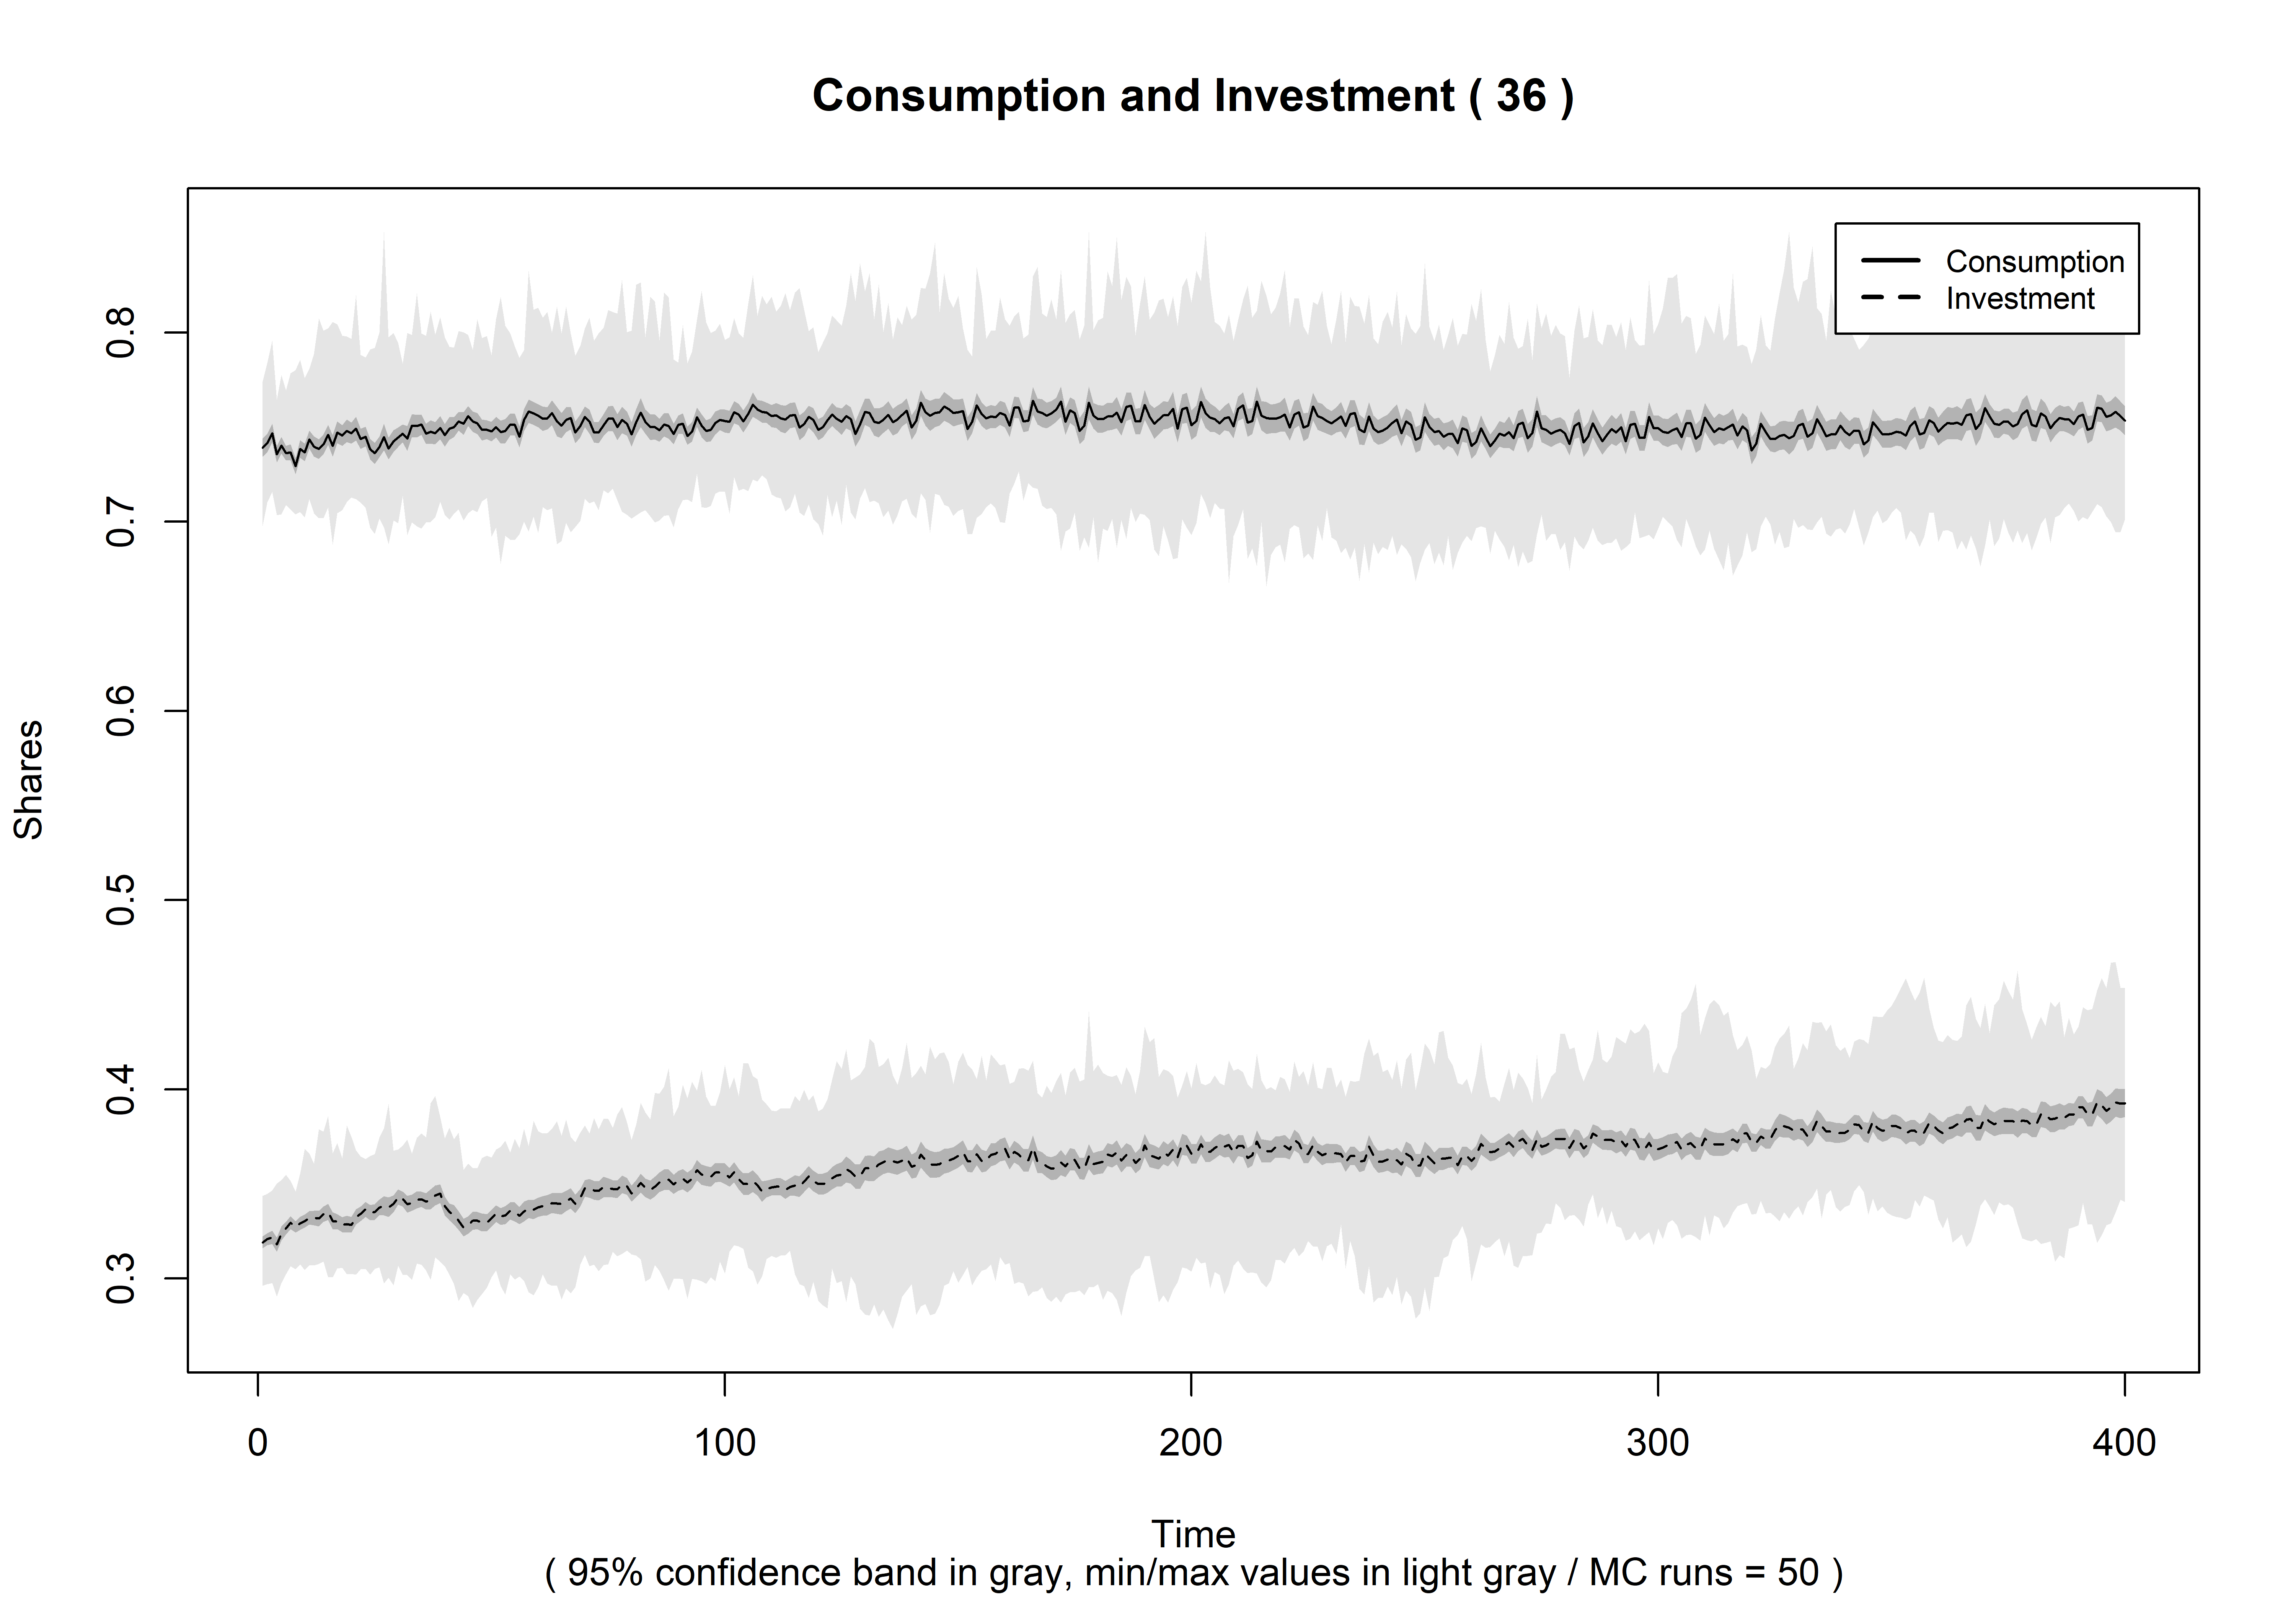 Consumption and Investment ( 36 )
Consumption
Investment
Shares
0.8
0.7
0.6
0.5
0.4
0.3
0 100 200 300 400
Time
( 95% confidence band in gray, min/max values in light gray / MC runs = 50 )